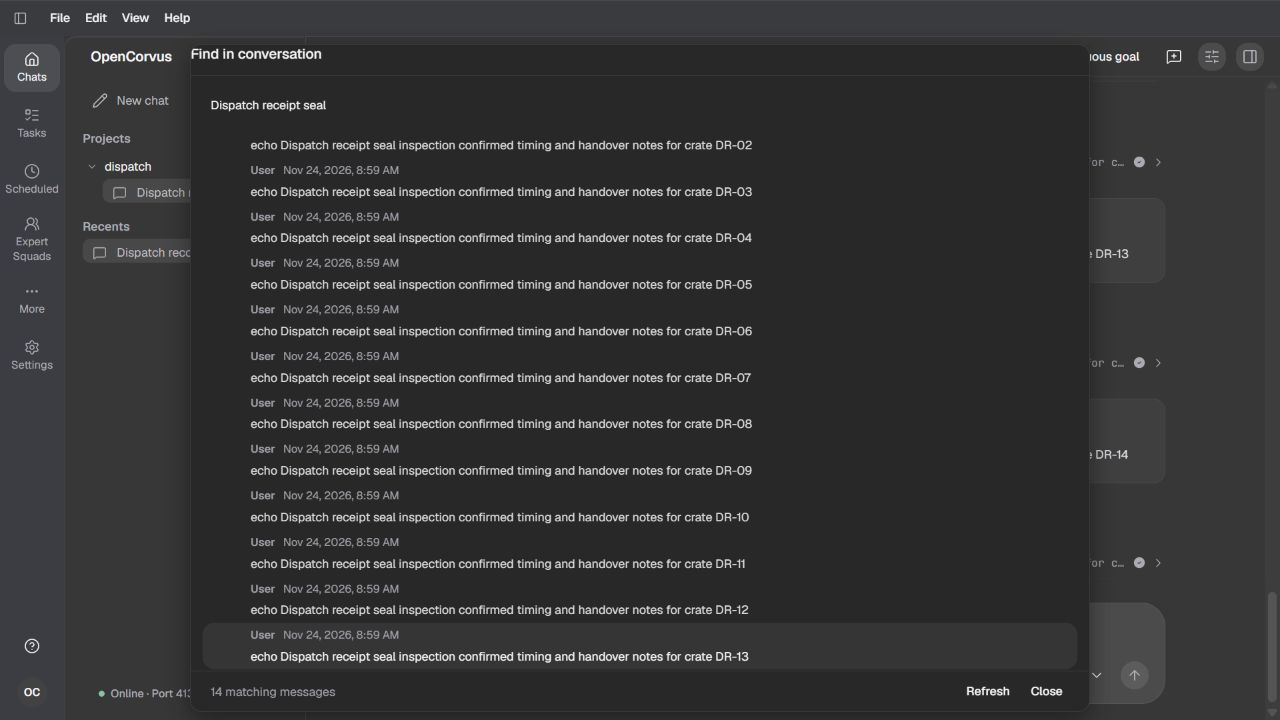 File Edit View Help
Chats
Tasks
Scheduled
Expert
Squads
More
Settings
OC
OpenCorvus
New chat
Projects
dispatch
Dispatch
Recents
Dispatch
Online · Port
Find in conversation
Dispatch receipt seal
echo Dispatch receipt seal inspection confirmed timing and handover notes for crate DR-02
User Nov 24, 2026, 8:59 AM
echo Dispatch receipt seal inspection confirmed timing and handover notes for crate DR-03
User Nov 24, 2026, 8:59 AM
echo Dispatch receipt seal inspection confirmed timing and handover notes for crate DR-04
User Nov 24, 2026, 8:59 AM
echo Dispatch receipt seal inspection confirmed timing and handover notes for crate DR-05
User Nov 24, 2026, 8:59 AM
echo Dispatch receipt seal inspection confirmed timing and handover notes for crate DR-06
User Nov 24, 2026, 8:59 AM
echo Dispatch receipt seal inspection confirmed timing and handover notes for crate DR-07
User Nov 24, 2026, 8:59 AM
echo Dispatch receipt seal inspection confirmed timing and handover notes for crate DR-08
User Nov 24, 2026, 8:59 AM
echo Dispatch receipt seal inspection confirmed timing and handover notes for crate DR-09
User Nov 24, 2026, 8:59 AM
echo Dispatch receipt seal inspection confirmed timing and handover notes for crate DR-10
User Nov 24, 2026, 8:59 AM
echo Dispatch receipt seal inspection confirmed timing and handover notes for crate DR-11
User Nov 24, 2026, 8:59 AM
echo Dispatch receipt seal inspection confirmed timing and handover notes for crate DR-12
User Nov 24, 2026, 8:59 AM
echo Dispatch receipt seal inspection confirmed timing and handover notes for crate DR-13
14 matching messages
Refresh
Close
goal
DR-13
DR-14